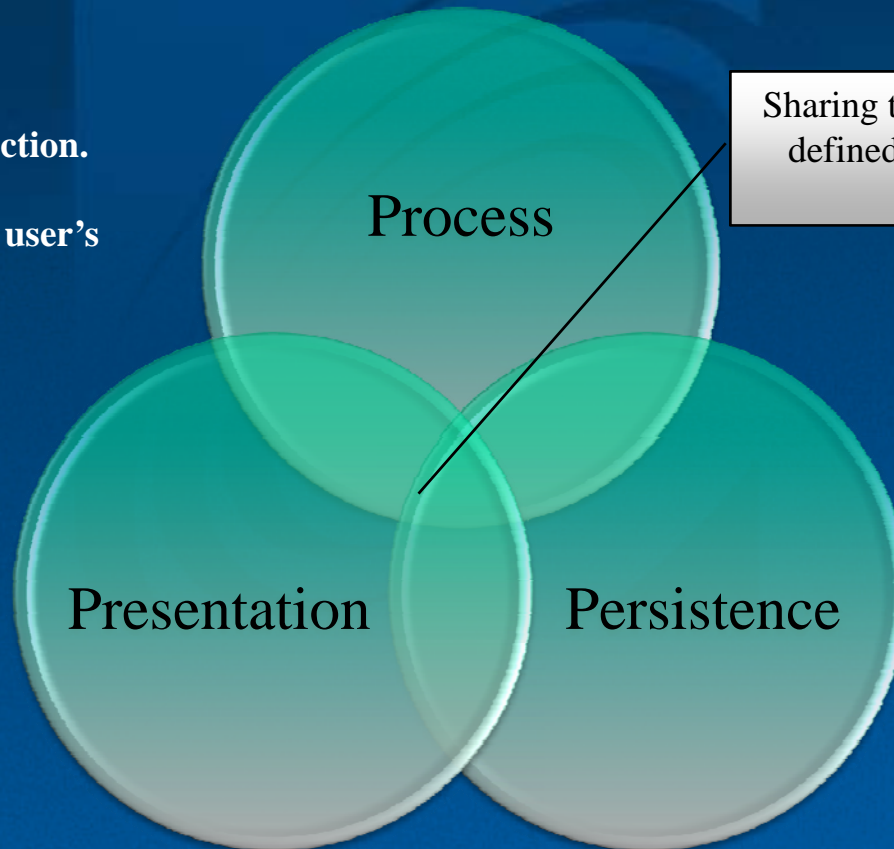 ction.
user’s
Sharing t
defined
Process
Presentation
Persistence